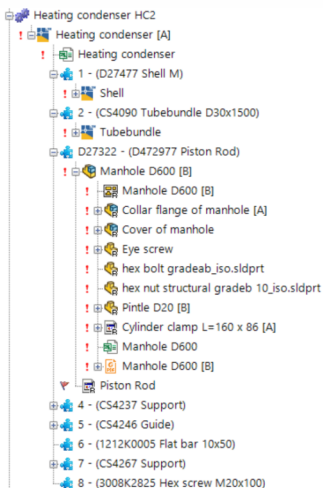 Heating condenser HC2
Heating condenser [A]
Heating condenser
1 - (D27477 Shell M)
Shell
2 - (CS4090 Tubebundle D30x1500)
Tubebundle
D27322 - (D472977 Piston Rod)
Manhole D600 [B]
Manhole D600 [B]
Collar flange of manhole [A]
Cover of manhole
Eye screw
hex bolt gradeab_iso.sldprt
hex nut structural gradeb 10_iso.sldprt
Pintle D20 [B]
Cylinder clamp L=160 x 86 [A]
Manhole D600
Manhole D600 [B]
Piston Rod
4 - (CS4237 Support)
5 - (CS4246 Guide)
6 - (1212K0005 Flat bar 10x50)
7 - (CS4267 Support)
8 - (3008K2825 Hex screw M20x100)